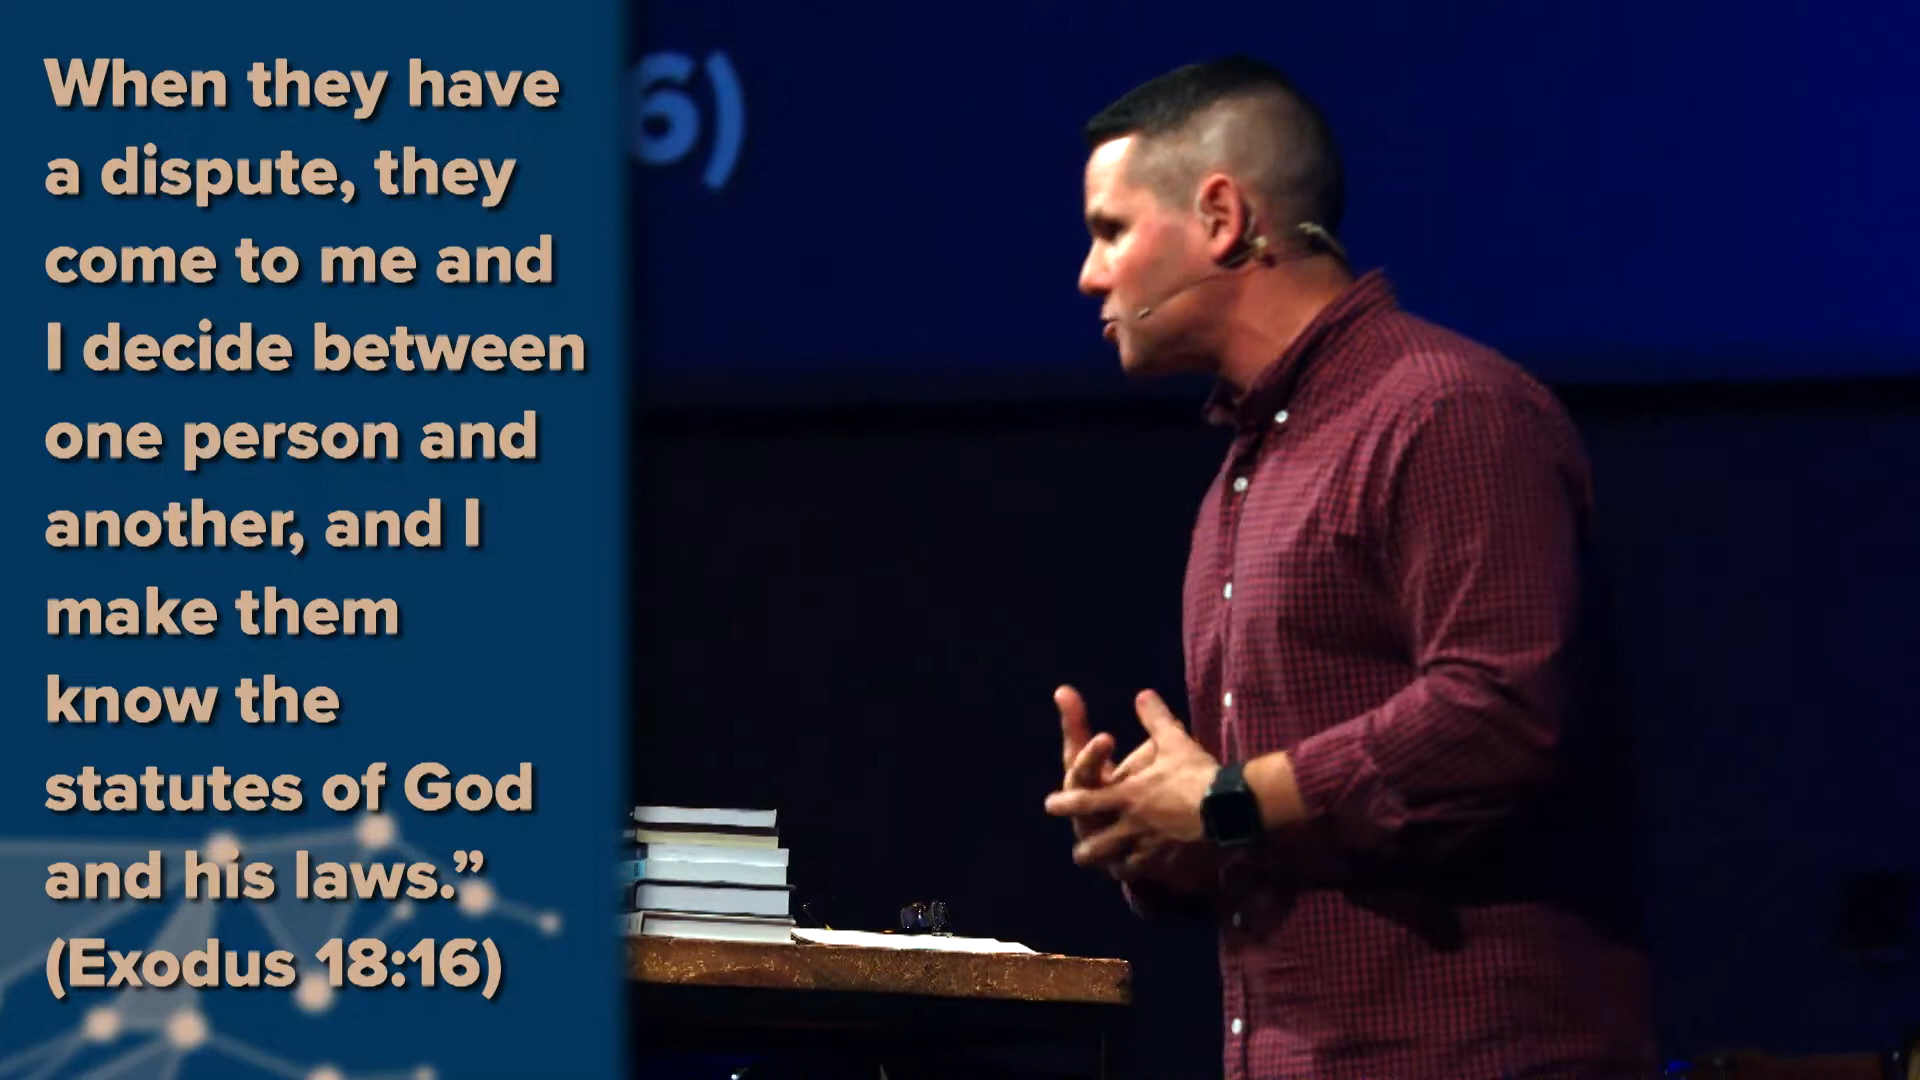 When they have
a dispute, they
come to me and
I decide between
one person and
another, and I
make them
know the
statutes of God
and his laws.”
(Exodus 18:16)
6)